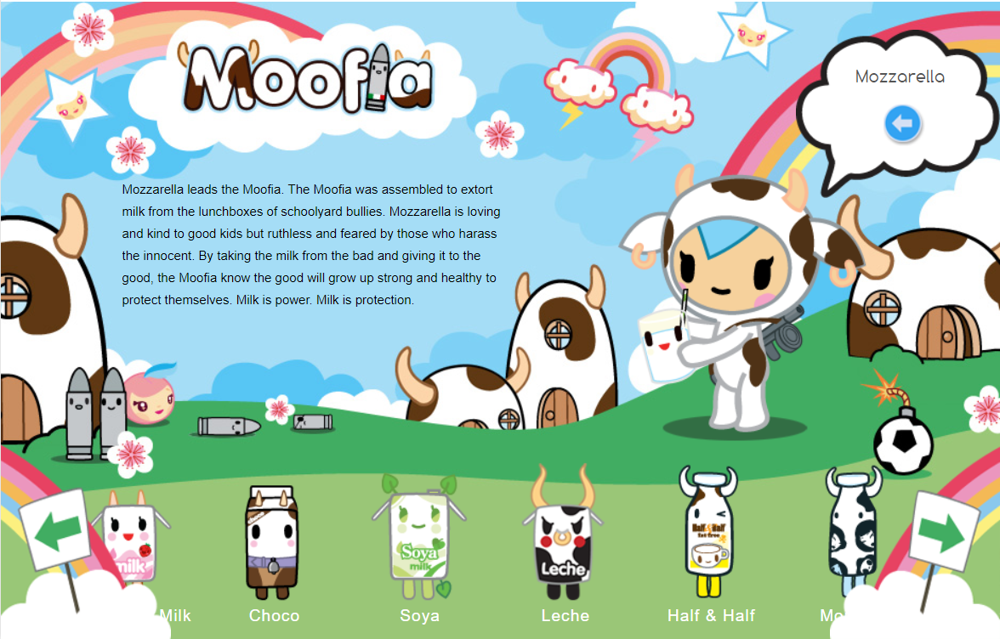 Moofia
Mozzarella
Mozzarella leads the Moofia. The Moofia was assembled to extort
milk from the lunchboxes of schoolyard bullies. Mozzarella is loving
and kind to good kids but ruthless and feared by those who harass
the innocent. By taking the milk from the bad and giving it to the
good, the Moofia know the good will grow up strong and healthy to
protect themselves. Milk is power. Milk is protection.
milk
choco
Soya
milk
Leche
Half & Half
fat free
Milk
Choco
Soya
Leche
Half & Half